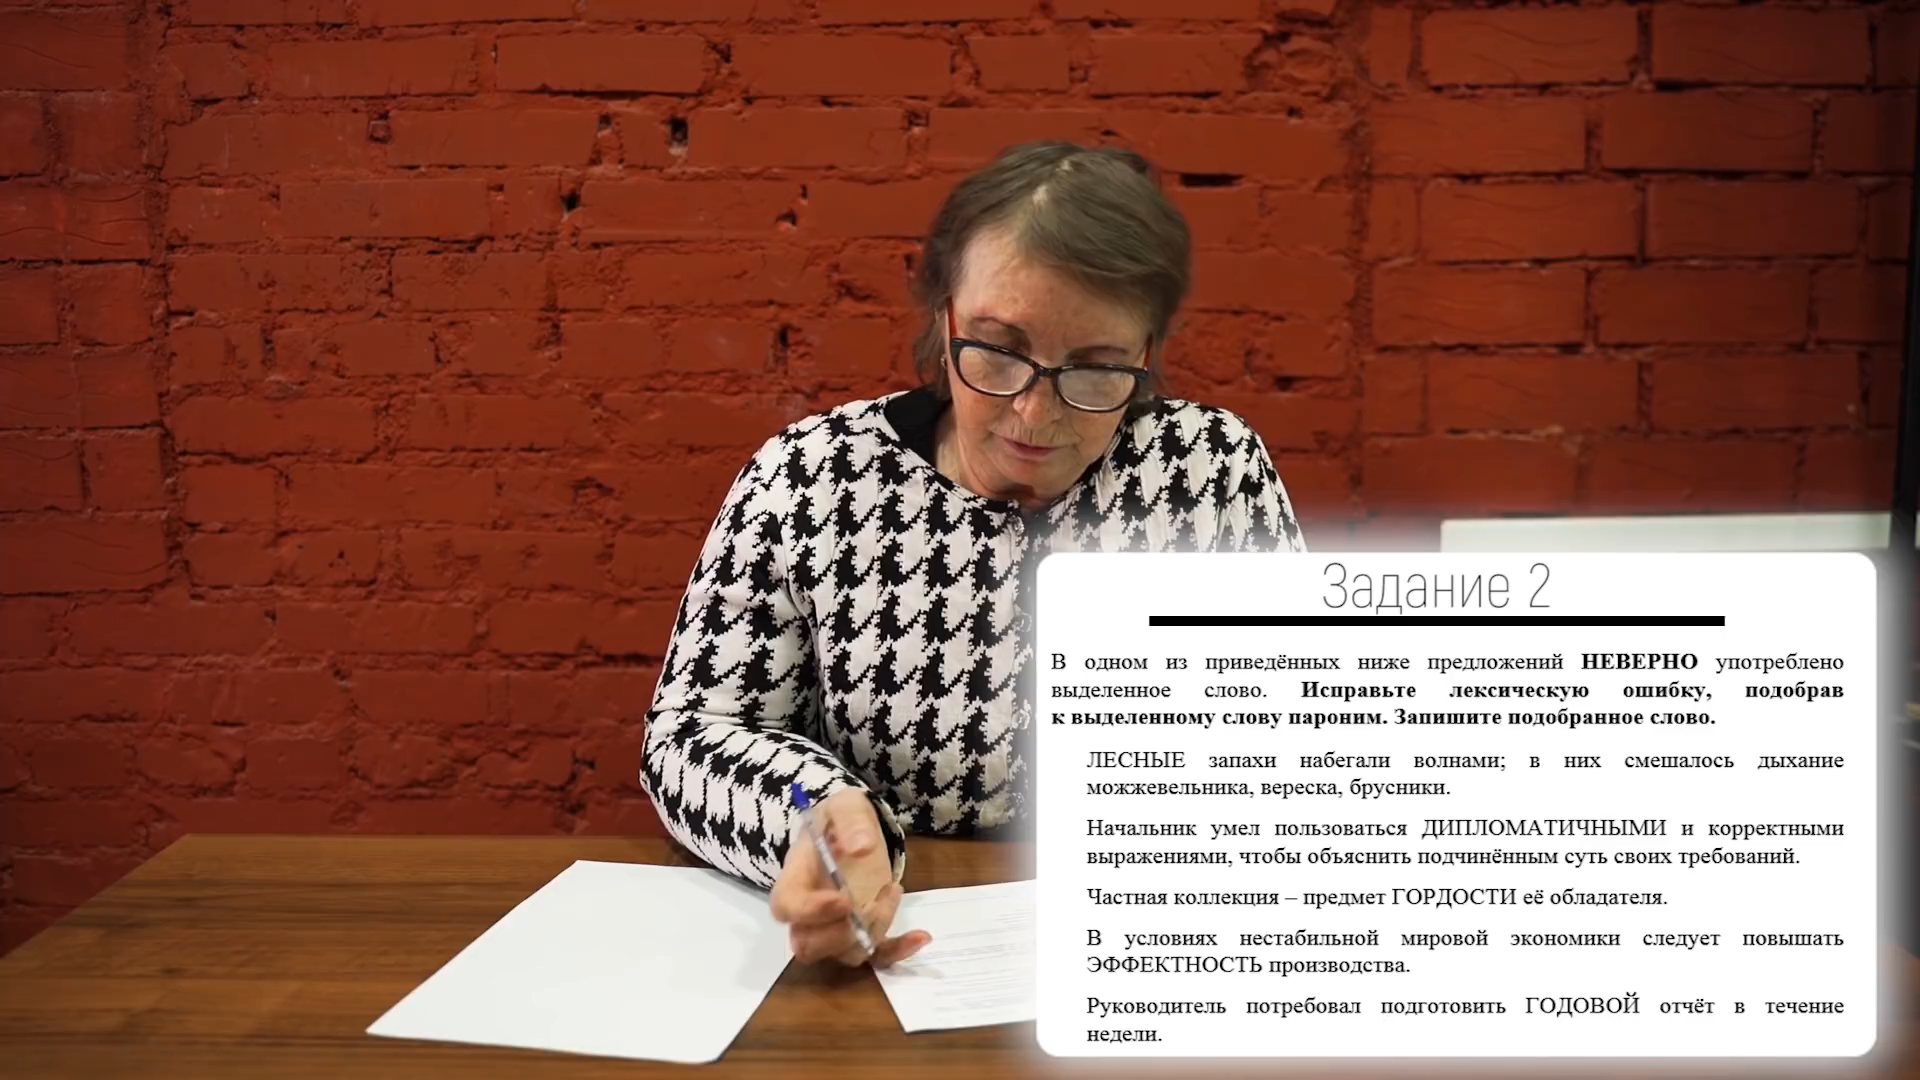 Задание 2
В одном из приведённых ниже предложений НЕВЕРНО употреблено
выделенное слово. Исправьте лексическую ошибку, подобрав
к выделенному слову пароним. Запишите подобранное слово.
ЛЕСНЫЕ запахи набегали волнами; в них смешалось дыхание
можжевельника, вереска, брусники.
Начальник умел пользоваться ДИПЛОМАТИЧНЫМИ и корректными
выражениями, чтобы объяснить подчинённым суть своих требований.
Частная коллекция – предмет ГОРДОСТИ её обладателя.
В условиях нестабильной мировой экономики следует повышать
ЭФФЕКТНОСТЬ производства.
Руководитель потребовал подготовить ГОДОВОЙ отчёт в течение
недели.